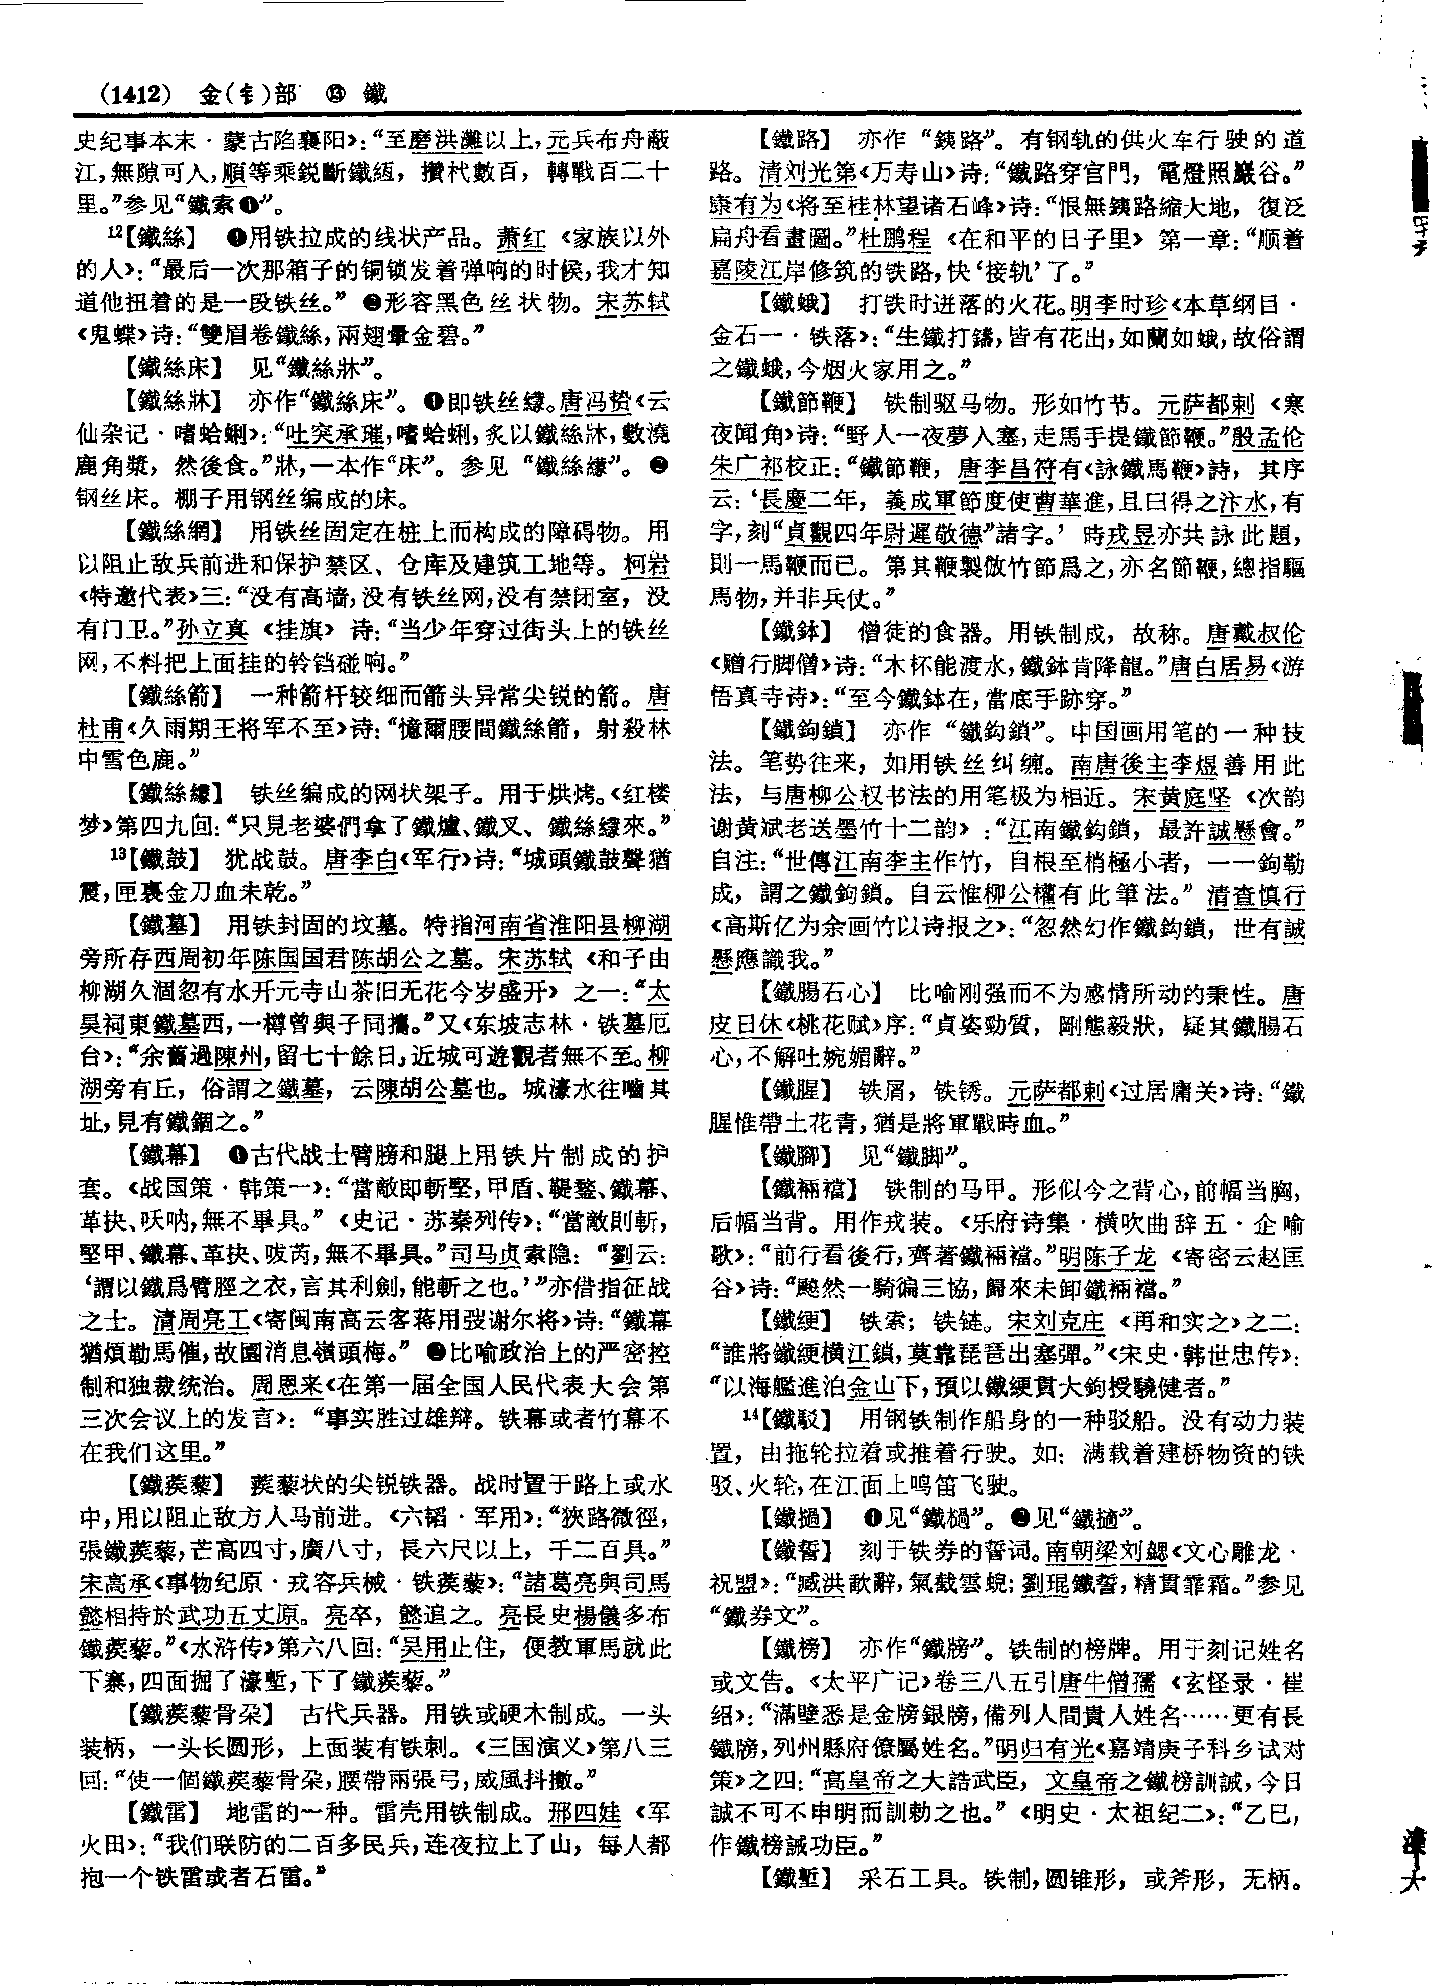 (1412) 金(钅)部 ⑬ 鐵
史纪事本末·蒙古陷襄阳》：“至磨洪灘以上，元兵布舟蔽
江，無隙可入，順等乘鋭斷鐵絙，攢杙數百，轉戰百二十
里。”参见“鐵索❶”。
12【鐵絲】 ❶用铁拉成的线状产品。萧红《家族以外
的人》：“最后一次那箱子的铜锁发着弹响的时候，我才知
道他扭着的是一段铁丝。” ❷形容黑色丝状物。宋苏轼
《鬼蝶》诗：“雙眉卷鐵絲，兩翅暈金碧。”
【鐵絲床】 见“鐵絲牀”。
【鐵絲牀】 亦作“鐵絲床”。❶即铁丝䋚。唐冯贽《云
仙杂记·嗜蛤蜊》：“吐突承璀，嗜蛤蜊，炙以鐵絲牀，數澆
鹿角漿，然後食。”牀，一本作“床”。参见“鐵絲䋚”。❷
钢丝床。棚子用钢丝编成的床。
【鐵絲網】 用铁丝固定在桩上而构成的障碍物。用
以阻止敌兵前进和保护禁区、仓库及建筑工地等。柯岩
《特邀代表》三：“没有高墙，没有铁丝网，没有禁闭室，没
有门卫。”孙立真《挂旗》诗：“当少年穿过街头上的铁丝
网，不料把上面挂的铃铛碰响。”
【鐵絲箭】 一种箭杆较细而箭头异常尖锐的箭。唐
杜甫《久雨期王将军不至》诗：“憶爾腰間鐵絲箭，射殺林
中雪色鹿。”
【鐵絲䋚】 铁丝编成的网状架子。用于烘烤。《红楼
梦》第四九回：“只見老婆們拿了鐵爐、鐵叉、鐵絲䋚來。”
13【鐵鼓】 犹战鼓。唐李白《军行》诗：“城頭鐵鼓聲猶
震，匣裏金刀血未乾。”
【鐵墓】 用铁封固的坟墓。特指河南省淮阳县柳湖
旁所存西周初年陈国国君陈胡公之墓。宋苏轼《和子由
柳湖久涸忽有水开元寺山茶旧无花今岁盛开》之一：“太
昊祠東鐵墓西，一樽曾與子同攜。”又《东坡志林·铁墓厄
台》：“余舊過陳州，留七十餘日，近城可遊觀者無不至。柳
湖旁有丘，俗謂之鐵墓，云陳胡公墓也。城濠水往嚙其
址，見有鐵錮之。”
【鐵幕】 ❶古代战士臂膀和腿上用铁片制成的护
套。《战国策·韩策一》：“當敵即斬堅，甲盾、鞮鍪、鐵幕、
革抉、㕹呐，無不畢具。”《史记·苏秦列传》：“當敵則斬，
堅甲、鐵幕、革抉、㕹芮，無不畢具。”司马贞索隐：“劉云：
‘謂以鐵爲臂脛之衣，言其利劍，能斬之也。’”亦借指征战
之士。清周亮工《寄闽南高云客蒋用弢谢尔将》诗：“鐵幕
猶煩勒馬催，故園消息嶺頭梅。” ❷比喻政治上的严密控
制和独裁统治。周恩来《在第一届全国人民代表大会第
三次会议上的发言》：“事实胜过雄辩。铁幕或者竹幕不
在我们这里。”
【鐵蒺藜】 蒺藜状的尖锐铁器。战时置于路上或水
中，用以阻止敌方人马前进。《六韬·军用》：“狹路微徑，
張鐵蒺藜，芒高四寸，廣八寸，長六尺以上，千二百具。”
宋高承《事物纪原·戎容兵械·铁蒺藜》：“諸葛亮與司馬
懿相持於武功五丈原。亮卒，懿追之。亮長史楊儀多布
鐵蒺藜。”《水浒传》第六八回：“吴用止住，便教軍馬就此
下寨，四面掘了濠塹，下了鐵蒺藜。”
【鐵蒺藜骨朵】 古代兵器。用铁或硬木制成。一头
装柄，一头长圆形，上面装有铁刺。《三国演义》第八三
回：“使一個鐵蒺藜骨朵，腰帶兩張弓，威風抖擻。”
【鐵雷】 地雷的一种。雷壳用铁制成。邢四娃《军
火田》：“我们联防的二百多民兵，连夜拉上了山，每人都
抱一个铁雷或者石雷。”
【鐵路】 亦作“銕路”。有钢轨的供火车行驶的道
路。清刘光第《万寿山》诗：“鐵路穿官門，電燈照巖谷。”
康有为《将至桂林望诸石峰》诗：“恨無銕路縮大地，復泛
扁舟看畫圖。”杜鹏程《在和平的日子里》第一章：“顺着
嘉陵江岸修筑的铁路，快‘接轨’了。”
【鐵蛾】 打铁时迸落的火花。明李时珍《本草纲目·
金石一·铁落》：“生鐵打鑄，皆有花出，如蘭如蛾，故俗謂
之鐵蛾，今烟火家用之。”
【鐵節鞭】 铁制驱马物。形如竹节。元萨都剌《寒
夜闻角》诗：“野人一夜夢入塞，走馬手提鐵節鞭。”殷孟伦
朱广祁校正：“鐵節鞭，唐李昌符有《詠鐵馬鞭》詩，其序
云：‘長慶二年，義成軍節度使曹華進，且曰得之汴水，有
字，刻“貞觀四年尉遲敬德”諸字。’時戎昱亦共詠此題，
則一馬鞭而已。第其鞭製倣竹節爲之，亦名節鞭，總指驅
馬物，并非兵仗。”
【鐵鉢】 僧徒的食器。用铁制成，故称。唐戴叔伦
《赠行脚僧》诗：“木杯能渡水，鐵鉢肯降龍。”唐白居易《游
悟真寺诗》：“至今鐵鉢在，當底手跡穿。”
【鐵鉤鎖】 亦作“鐵鈎鎖”。中国画用笔的一种技
法。笔势往来，如用铁丝纠缠。南唐後主李煜善用此
法，与唐柳公权书法的用笔极为相近。宋黄庭坚《次韵
谢黄斌老送墨竹十二韵》：“江南鐵鈎鎖，最許誠懸會。”
自注：“世傳江南李主作竹，自根至梢極小者，一一鉤勒
成，謂之鐵鉤鎖。自云惟柳公權有此筆法。”清查慎行
《高斯亿为余画竹以诗报之》：“忽然幻作鐵鉤鎖，世有誠
懸應識我。”
【鐵腸石心】 比喻刚强而不为感情所动的秉性。唐
皮日休《桃花赋》序：“貞姿勁質，剛態毅狀，疑其鐵腸石
心，不解吐婉媚辭。”
【鐵腥】 铁屑，铁锈。元萨都剌《过居庸关》诗：“鐵
腥惟帶土花青，猶是將軍戰時血。”
【鐵腳】 见“鐵脚”。
【鐵裲襠】 铁制的马甲。形似今之背心，前幅当胸，
后幅当背。用作戎装。《乐府诗集·横吹曲辞五·企喻
歌》：“前行看後行，齊著鐵裲襠。”明陈子龙《寄密云赵匡
谷》诗：“飈然一騎徧三協，歸來未卸鐵裲襠。”
【鐵綆】 铁索；铁链。宋刘克庄《再和实之》之二：
“誰將鐵綆橫江鎖，莫靠琵琶出塞彈。”《宋史·韩世忠传》：
“以海艦進泊金山下，預以鐵綆貫大鉤授驍健者。”
14【鐵駁】 用钢铁制作船身的一种驳船。没有动力装
置，由拖轮拉着或推着行驶。如：满载着建桥物资的铁
驳、火轮，在江面上鸣笛飞驶。
【鐵撾】 ❶见“鐵檛”。❷见“鐵擿”。
【鐵誓】 刻于铁券的誓词。南朝梁刘勰《文心雕龙·
祝盟》：“臧洪歃辭，氣截雲蜺；劉琨鐵誓，精貫霏霜。”参见
“鐵券文”。
【鐵榜】 亦作“鐵牓”。铁制的榜牌。用于刻记姓名
或文告。《太平广记》卷三八五引唐牛僧孺《玄怪录·崔
绍》：“滿壁悉是金牓銀牓，備列人間貴人姓名……更有長
鐵牓，列州縣府僚屬姓名。”明归有光《嘉靖庚子科乡试对
策》之四：“高皇帝之大誥武臣，文皇帝之鐵榜訓誡，今日
誠不可不申明而訓勅之也。”《明史·太祖纪二》：“乙巳，
作鐵榜誡功臣。”
【鐵塹】 采石工具。铁制，圆锥形，或斧形，无柄。